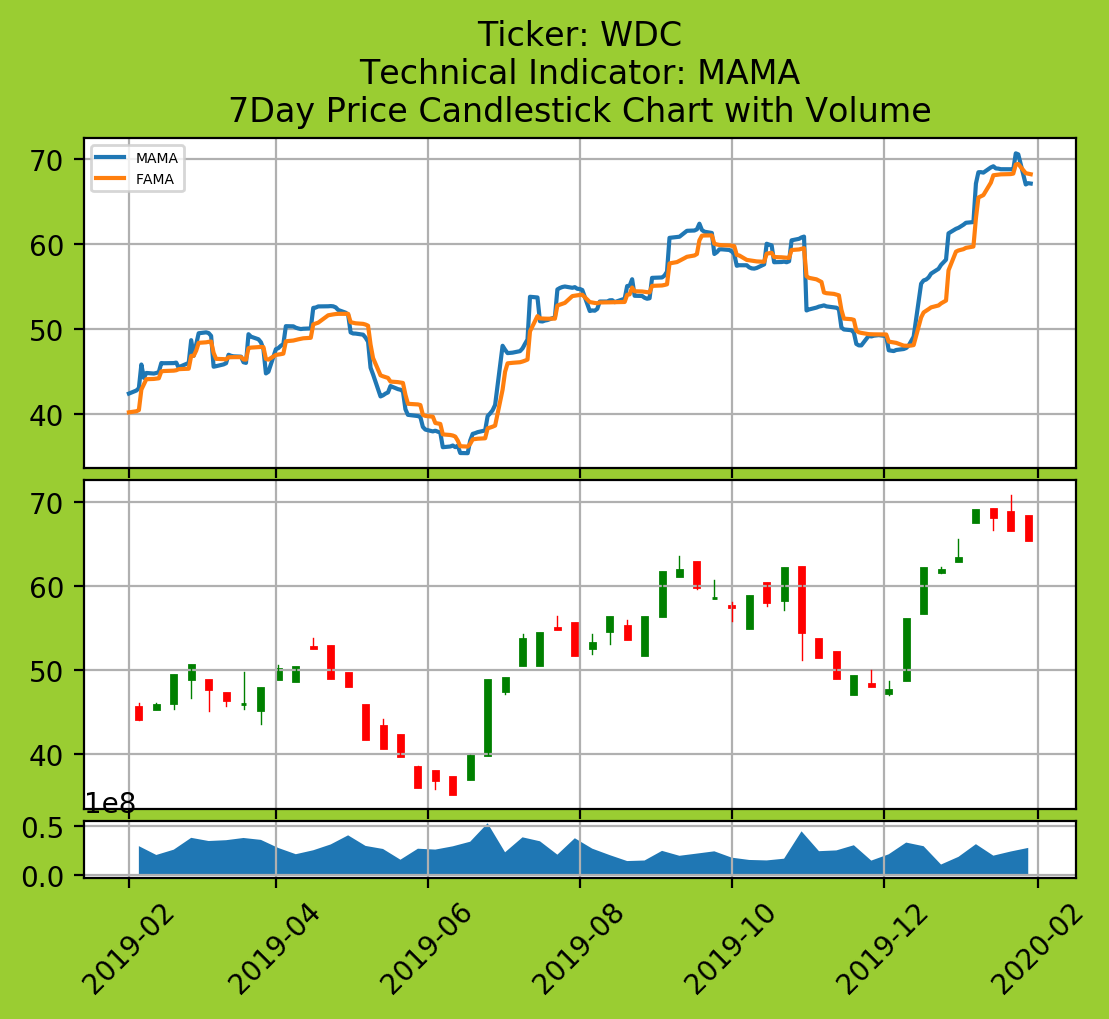 Ticker: WDC
Technical Indicator: MAMA
7Day Price Candlestick Chart with Volume
MAMA
FAMA
70
60
50
40
70
60
50
40
1e8
0.5
0.0
2019-02
2019-04
2019-06
2019-08
2019-10
2019-12
2020-02